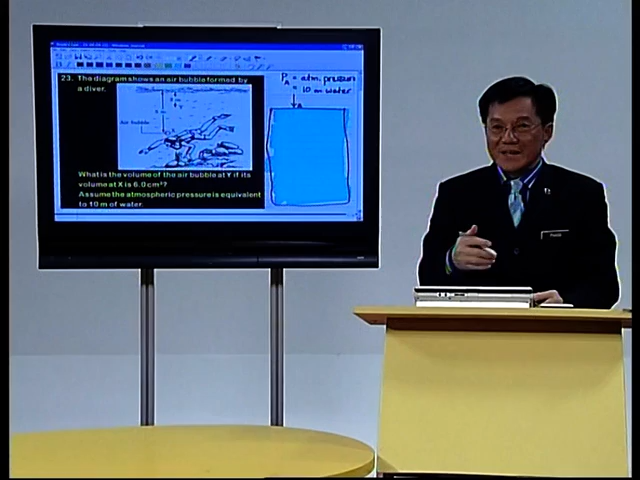 23. The diagram shows an air bubble formed by
a diver.
Air bubble
X
What is the volume of the air bubble at Y if its
volume at X is 6.0 cm³?
Assume the atmospheric pressure is equivalent
to 10 m of water.
P_A = atm. pressure
= 10 m water
A